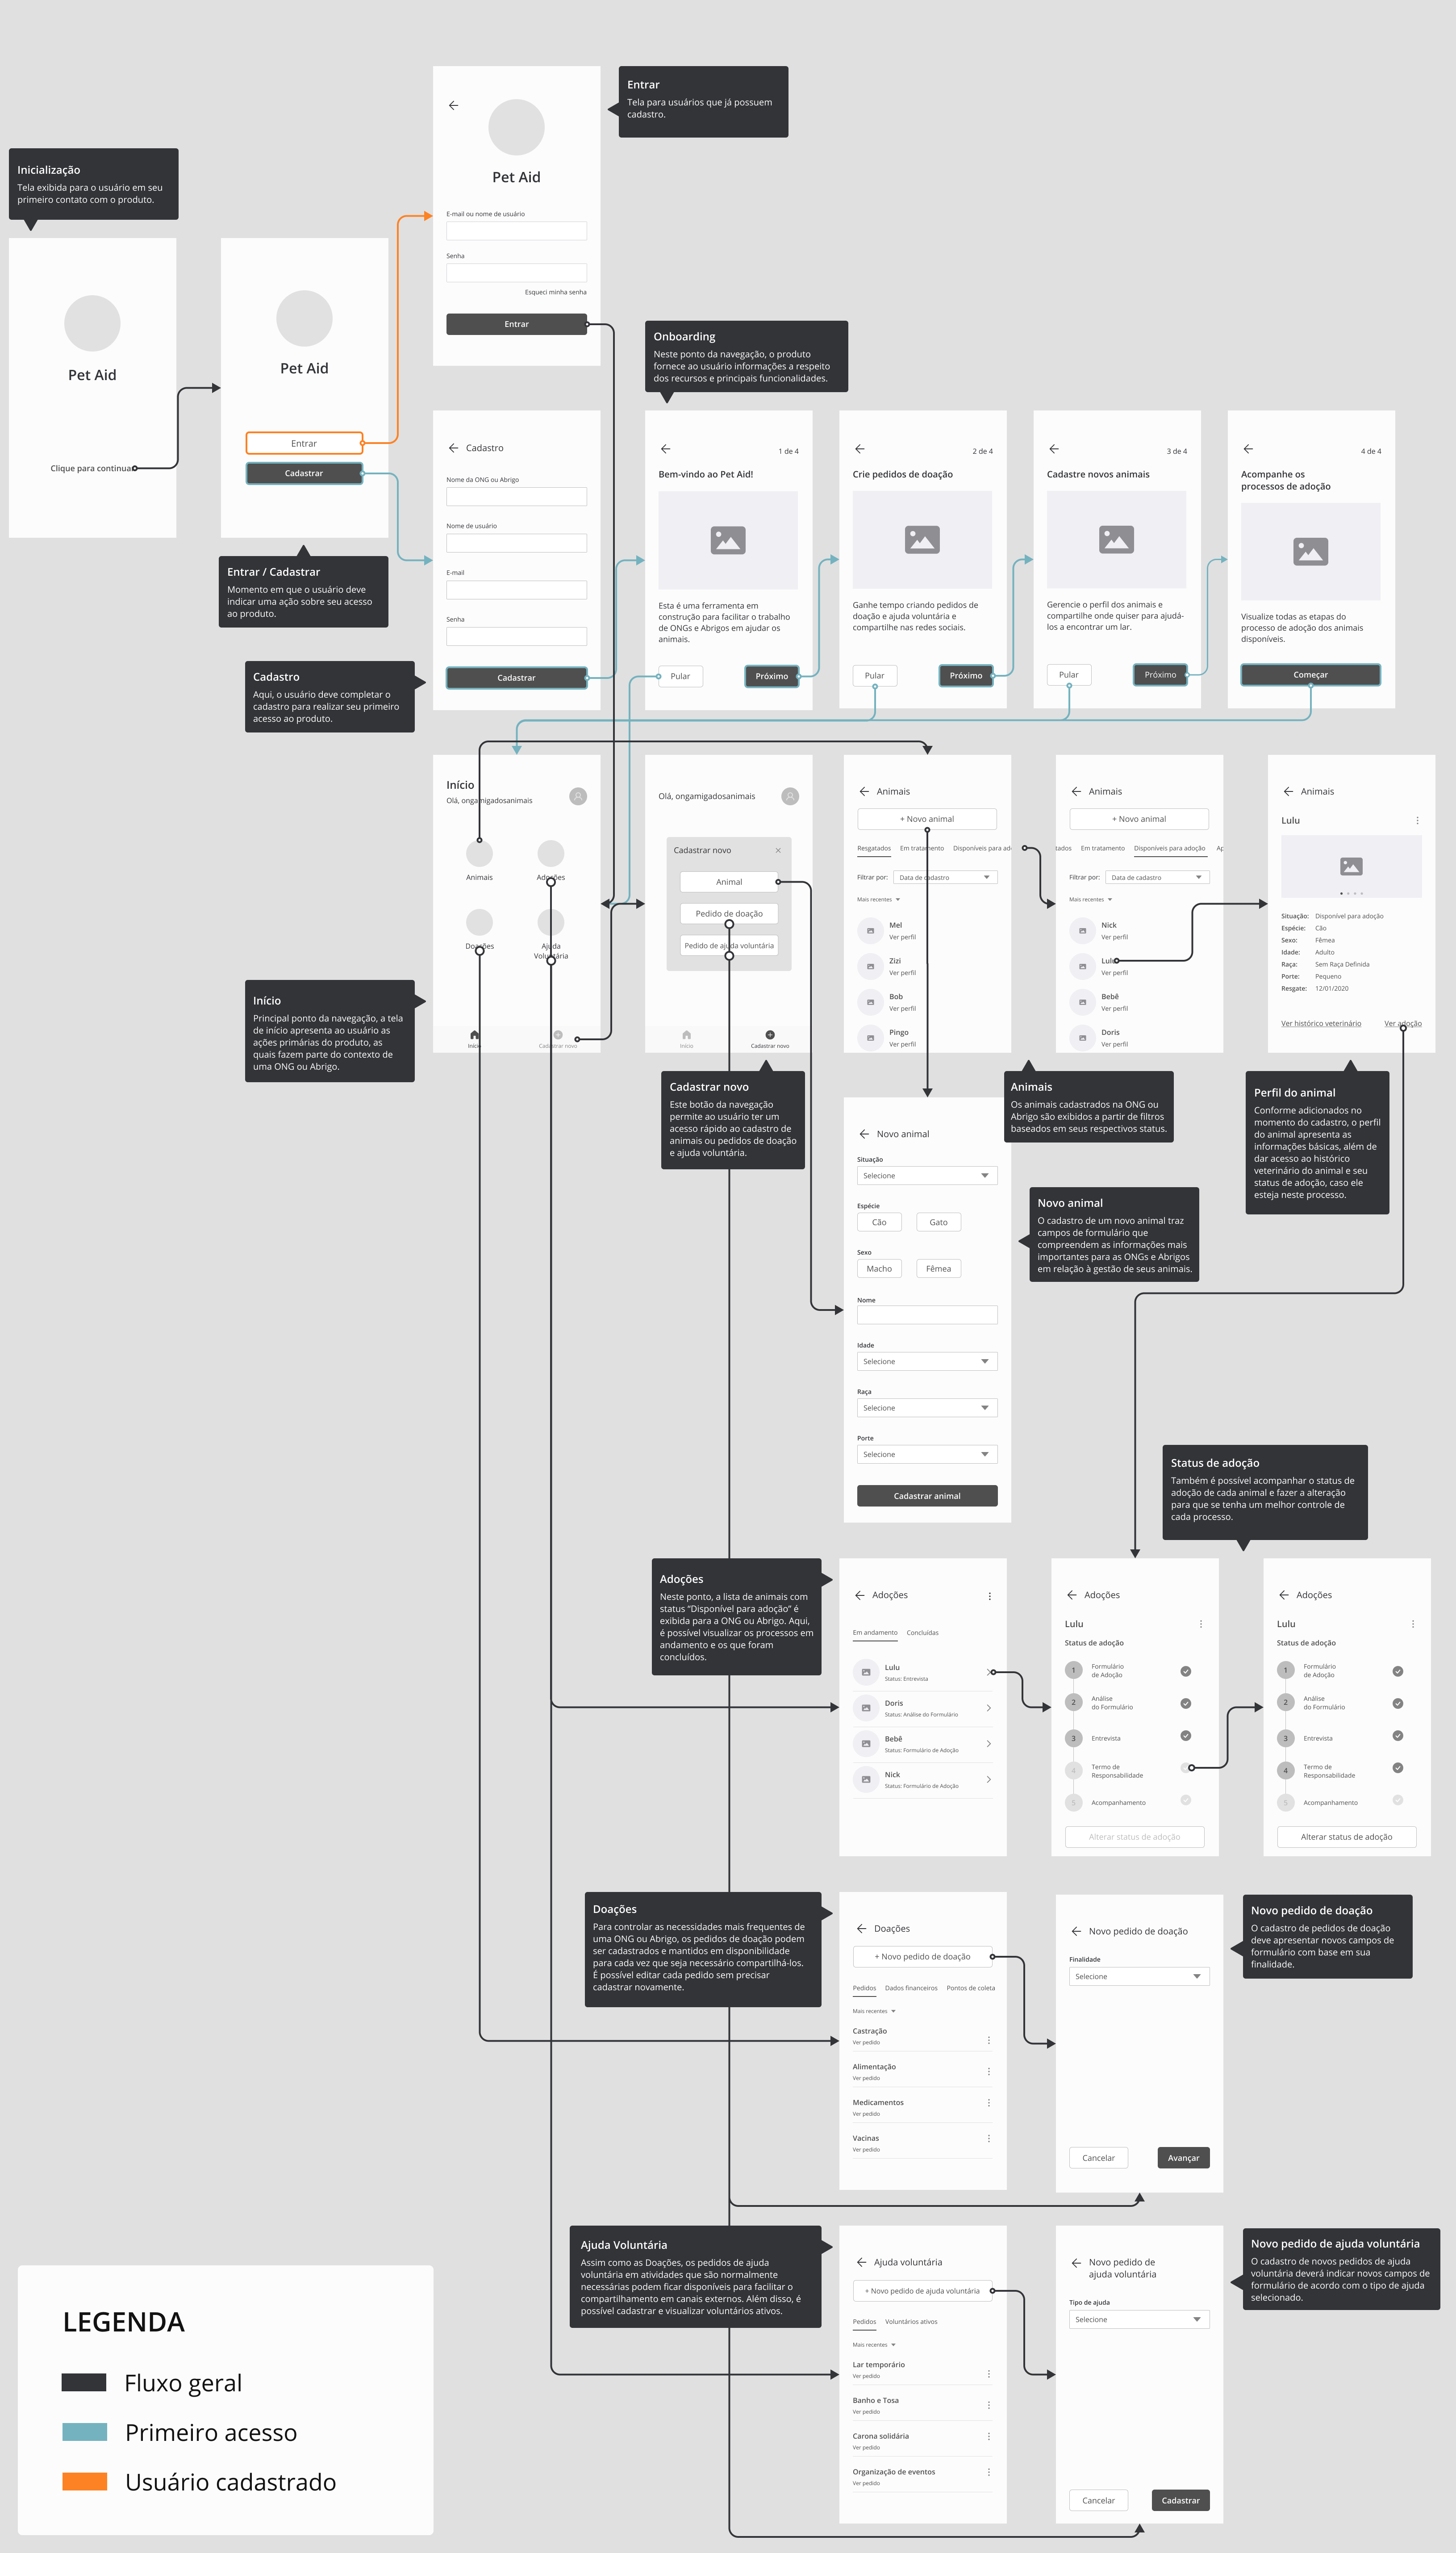 Entrar
Tela para usuários que já possuem
cadastro.
Pet Aid
E-mail ou nome de usuário
Senha
Esqueci minha senha
Entrar
Inicialização
Tela exibida para o usuário em seu
primeiro contato com o produto.
Pet Aid
Clique para continuar
Pet Aid
Entrar
Cadastrar
Entrar / Cadastrar
Momento em que o usuário deve
indicar uma ação sobre seu acesso
ao produto.
Onboarding
Neste ponto da navegação, o produto
fornece ao usuário informações a respeito
dos recursos e principais funcionalidades.
Cadastro
Nome da ONG ou Abrigo
Nome de usuário
E-mail
Senha
Cadastrar
Cadastro
Aqui, o usuário deve completar o
cadastro para realizar seu primeiro
acesso ao produto.
1 de 4
Bem-vindo ao Pet Aid!
Esta é uma ferramenta em
construção para facilitar o trabalho
de ONGs e Abrigos em ajudar os
animais.
Pular
Próximo
2 de 4
Crie pedidos de doação
Ganhe tempo criando pedidos de
doação e ajuda voluntária e
compartilhe nas redes sociais.
Pular
Próximo
3 de 4
Cadastre novos animais
Gerencie o perfil dos animais e
compartilhe onde quiser para ajudá-
los a encontrar um lar.
Pular
Próximo
4 de 4
Acompanhe os
processos de adoção
Visualize todas as etapas do
processo de adoção dos animais
disponíveis.
Começar
Início
Olá, ongamigadosanimais
Animais
Adoções
Doações
Ajuda
Voluntária
Início
Cadastrar novo
Início
Principal ponto da navegação, a tela
de início apresenta ao usuário as
ações primárias do produto, as
quais fazem parte do contexto de
uma ONG ou Abrigo.
Olá, ongamigadosanimais
Cadastrar novo
Animal
Pedido de doação
Pedido de ajuda voluntária
Início
Cadastrar novo
Cadastrar novo
Este botão da navegação
permite ao usuário ter um
acesso rápido ao cadastro de
animais ou pedidos de doação
e ajuda voluntária.
Animais
+ Novo animal
Resgatados Em tratamento Disponíveis para ado
Filtrar por: Data de cadastro
Mais recentes
Mel
Ver perfil
Zizi
Ver perfil
Bob
Ver perfil
Pingo
Ver perfil
Animais
+ Novo animal
tados Em tratamento Disponíveis para adoção Ap
Filtrar por: Data de cadastro
Mais recentes
Nick
Ver perfil
Lulu
Ver perfil
Bebê
Ver perfil
Doris
Ver perfil
Animais
Os animais cadastrados na ONG ou
Abrigo são exibidos a partir de filtros
baseados em seus respectivos status.
Animais
Lulu
Situação: Disponível para adoção
Espécie: Cão
Sexo: Fêmea
Idade: Adulto
Raça: Sem Raça Definida
Porte: Pequeno
Resgate: 12/01/2020
Ver histórico veterinário
Ver adoção
Perfil do animal
Conforme adicionados no
momento do cadastro, o perfil
do animal apresenta as
informações básicas, além de
dar acesso ao histórico
veterinário do animal e seu
status de adoção, caso ele
esteja neste processo.
Novo animal
Situação
Selecione
Espécie
Cão Gato
Sexo
Macho Fêmea
Nome
Idade
Selecione
Raça
Selecione
Porte
Selecione
Cadastrar animal
Novo animal
O cadastro de um novo animal traz
campos de formulário que
compreendem as informações mais
importantes para as ONGs e Abrigos
em relação à gestão de seus animais.
Status de adoção
Também é possível acompanhar o status de
adoção de cada animal e fazer a alteração
para que se tenha um melhor controle de
cada processo.
Adoções
Neste ponto, a lista de animais com
status “Disponível para adoção” é
exibida para a ONG ou Abrigo. Aqui,
é possível visualizar os processos em
andamento e os que foram
concluídos.
Adoções
Em andamento Concluídas
Lulu
Status: Entrevista
Doris
Status: Análise do Formulário
Bebê
Status: Formulário de Adoção
Nick
Status: Formulário de Adoção
Adoções
Lulu
Status de adoção
1 Formulário
de Adoção
2 Análise
do Formulário
3 Entrevista
4 Termo de
Responsabilidade
5 Acompanhamento
Alterar status de adoção
Adoções
Lulu
Status de adoção
1 Formulário
de Adoção
2 Análise
do Formulário
3 Entrevista
4 Termo de
Responsabilidade
5 Acompanhamento
Alterar status de adoção
Doações
Para controlar as necessidades mais frequentes de
uma ONG ou Abrigo, os pedidos de doação podem
ser cadastrados e mantidos em disponibilidade
para cada vez que seja necessário compartilhá-los.
É possível editar cada pedido sem precisar
cadastrar novamente.
Doações
+ Novo pedido de doação
Pedidos Dados financeiros Pontos de coleta
Mais recentes
Castração
Ver pedido
Alimentação
Ver pedido
Medicamentos
Ver pedido
Vacinas
Ver pedido
Novo pedido de doação
Finalidade
Selecione
Cancelar
Avançar
Novo pedido de doação
O cadastro de pedidos de doação
deve apresentar novos campos de
formulário com base em sua
finalidade.
Ajuda Voluntária
Assim como as Doações, os pedidos de ajuda
voluntária em atividades que são normalmente
necessárias podem ficar disponíveis para facilitar o
compartilhamento em canais externos. Além disso, é
possível cadastrar e visualizar voluntários ativos.
Ajuda voluntária
+ Novo pedido de ajuda voluntária
Pedidos Voluntários ativos
Mais recentes
Lar temporário
Ver pedido
Banho e Tosa
Ver pedido
Carona solidária
Ver pedido
Organização de eventos
Ver pedido
Novo pedido de
ajuda voluntária
Tipo de ajuda
Selecione
Cancelar
Cadastrar
Novo pedido de ajuda voluntária
O cadastro de novos pedidos de ajuda
voluntária deverá indicar novos campos de
formulário de acordo com o tipo de ajuda
selecionado.
LEGENDA
Fluxo geral
Primeiro acesso
Usuário cadastrado